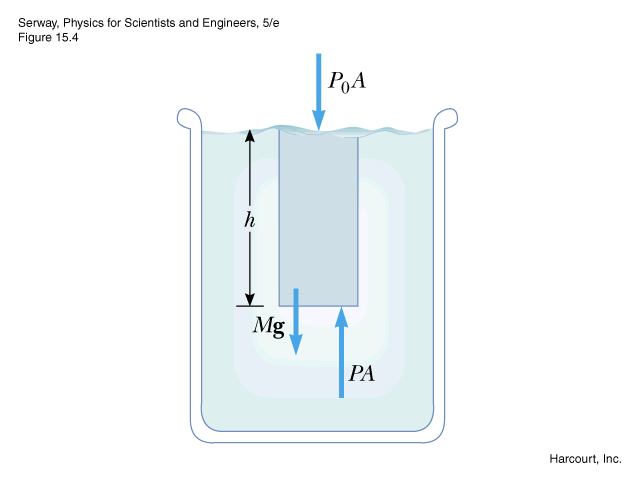 Serway, Physics for Scientists and Engineers, 5/e
Figure 15.4
P₀A
h
Mg
PA
Harcourt, Inc.